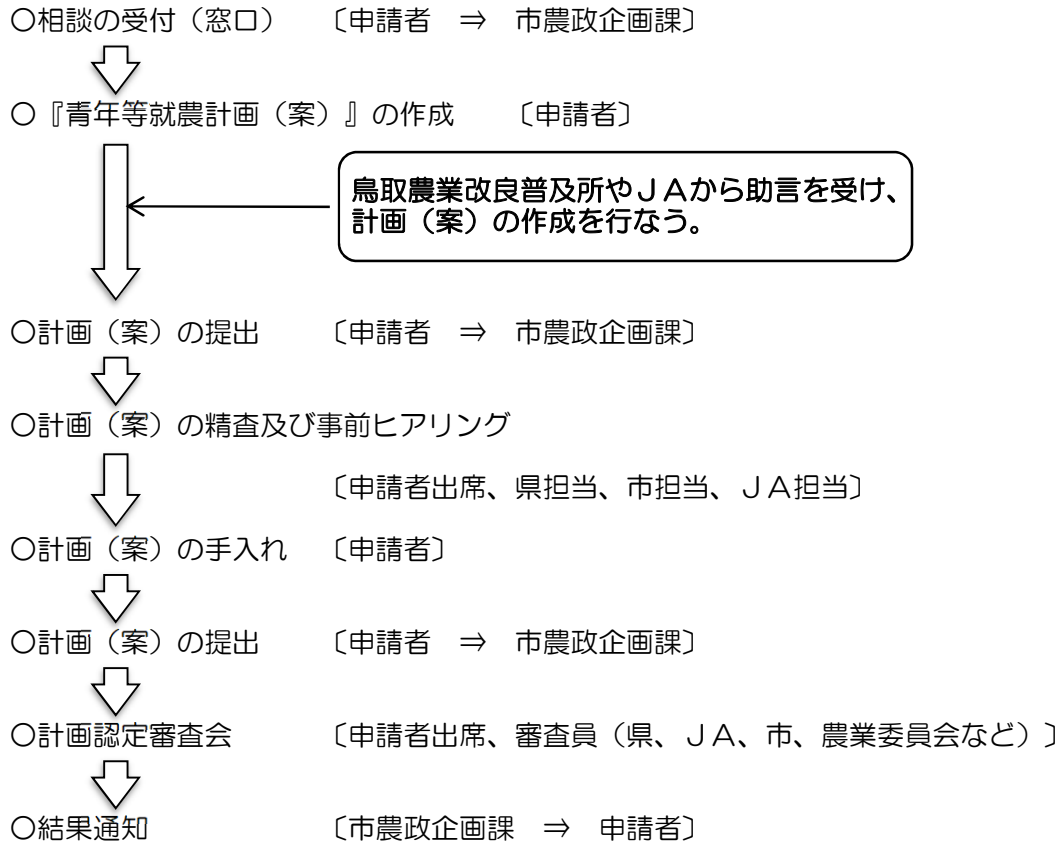 〇相談の受付（窓口）　〔申請者　⇒　市農政企画課〕
〇『青年等就農計画（案）』の作成　〔申請者〕
鳥取農業改良普及所やＪＡから助言を受け、
計画（案）の作成を行なう。
〇計画（案）の提出　〔申請者　⇒　市農政企画課〕
〇計画（案）の精査及び事前ヒアリング
〔申請者出席、県担当、市担当、ＪＡ担当〕
〇計画（案）の手入れ　〔申請者〕
〇計画（案）の提出　〔申請者　⇒　市農政企画課〕
〇計画認定審査会　〔申請者出席、審査員（県、ＪＡ、市、農業委員会など）〕
〇結果通知　〔市農政企画課　⇒　申請者〕